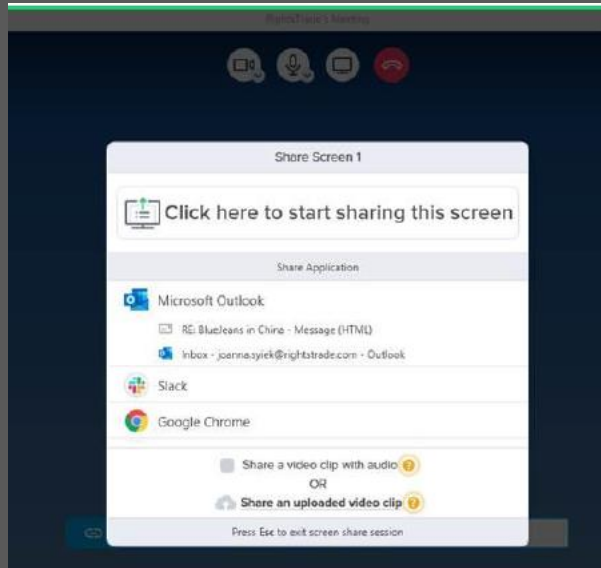 RightsTrade's Meeting
Share Screen 1
Click here to start sharing this screen
Share Application
Microsoft Outlook
RE: BlueJeans in China - Message (HTML)
Inbox - joanna.syiek@rightstrade.com - Outlook
Slack
Google Chrome
Share a video clip with audio ?
OR
Share an uploaded video clip ?
Press Esc to exit screen share session